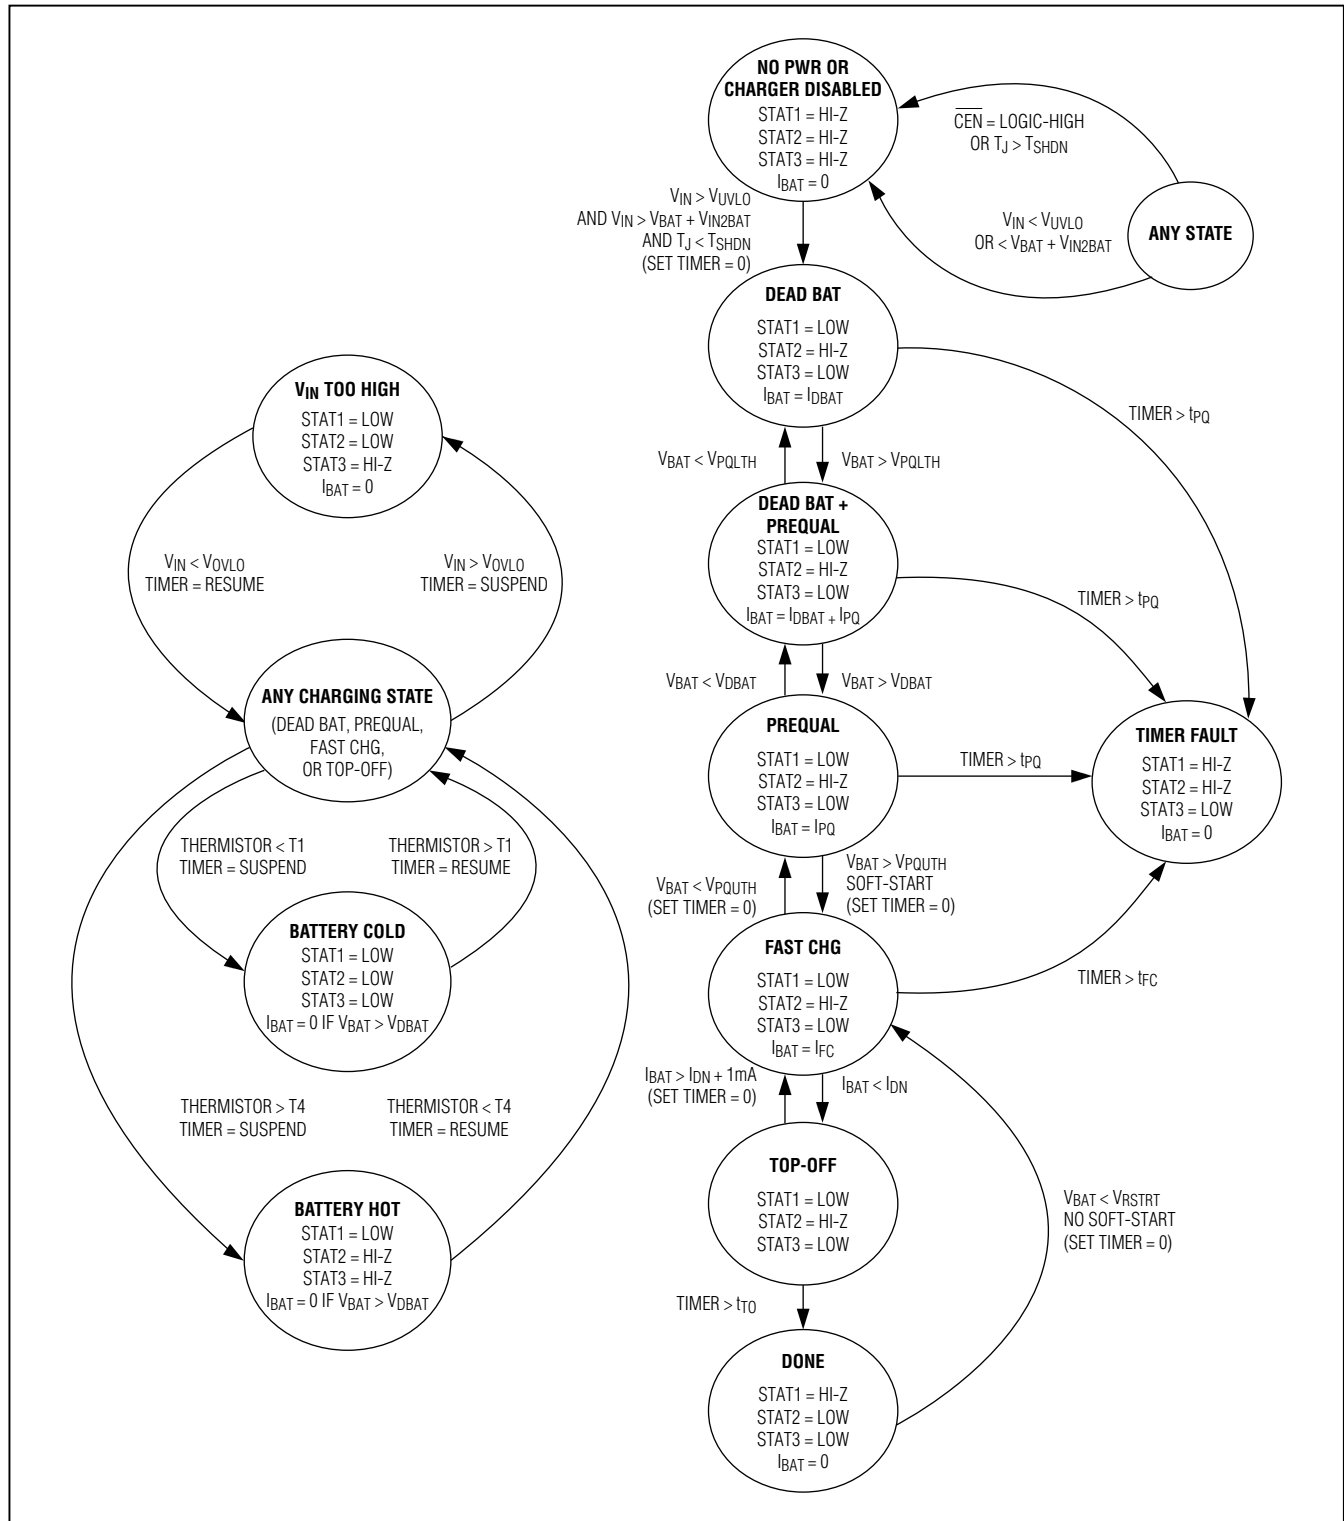 NO PWR OR
CHARGER DISABLED
STAT1 = HI-Z
STAT2 = HI-Z
STAT3 = HI-Z
IBAT = 0
CEN = LOGIC-HIGH
OR TJ > TSHDN
VIN < VUVLO
OR < VBAT + VIN2BAT
ANY STATE
VIN > VUVLO
AND VIN > VBAT + VIN2BAT
AND TJ < TSHDN
(SET TIMER = 0)
DEAD BAT
STAT1 = LOW
STAT2 = HI-Z
STAT3 = LOW
IBAT = IDBAT
TIMER > tPQ
VBAT < VPQLTH
VBAT > VPQLTH
DEAD BAT +
PREQUAL
STAT1 = LOW
STAT2 = HI-Z
STAT3 = LOW
IBAT = IDBAT + IPQ
TIMER > tPQ
VBAT < VDBAT
VBAT > VDBAT
PREQUAL
STAT1 = LOW
STAT2 = HI-Z
STAT3 = LOW
IBAT = IPQ
TIMER > tPQ
TIMER FAULT
STAT1 = HI-Z
STAT2 = HI-Z
STAT3 = LOW
IBAT = 0
VBAT < VPQUTH
(SET TIMER = 0)
VBAT > VPQUTH
SOFT-START
(SET TIMER = 0)
FAST CHG
STAT1 = LOW
STAT2 = HI-Z
STAT3 = LOW
IBAT = IFC
TIMER > tFC
IBAT > IDN + 1mA
(SET TIMER = 0)
IBAT < IDN
TOP-OFF
STAT1 = LOW
STAT2 = HI-Z
STAT3 = LOW
VBAT < VRSTRT
NO SOFT-START
(SET TIMER = 0)
TIMER > tTO
DONE
STAT1 = HI-Z
STAT2 = LOW
STAT3 = LOW
IBAT = 0
VIN TOO HIGH
STAT1 = LOW
STAT2 = LOW
STAT3 = HI-Z
IBAT = 0
VIN < VOVLO
TIMER = RESUME
VIN > VOVLO
TIMER = SUSPEND
ANY CHARGING STATE
(DEAD BAT, PREQUAL,
FAST CHG,
OR TOP-OFF)
THERMISTOR < T1
TIMER = SUSPEND
THERMISTOR > T1
TIMER = RESUME
BATTERY COLD
STAT1 = LOW
STAT2 = LOW
STAT3 = LOW
IBAT = 0 IF VBAT > VDBAT
THERMISTOR > T4
TIMER = SUSPEND
THERMISTOR < T4
TIMER = RESUME
BATTERY HOT
STAT1 = LOW
STAT2 = HI-Z
STAT3 = HI-Z
IBAT = 0 IF VBAT > VDBAT